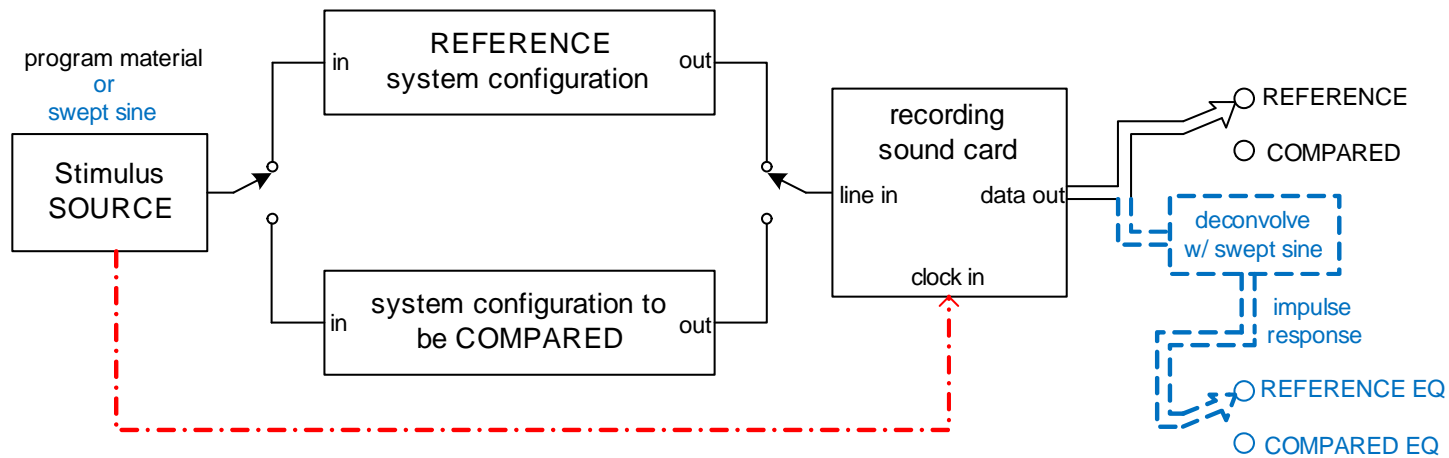 program material
or
swept sine
Stimulus
SOURCE
in
REFERENCE
system configuration
out
in
system configuration to
be COMPARED
out
recording
sound card
line in
data out
clock in
REFERENCE
COMPARED
deconvolve
w/ swept sine
impulse
response
REFERENCE EQ
COMPARED EQ